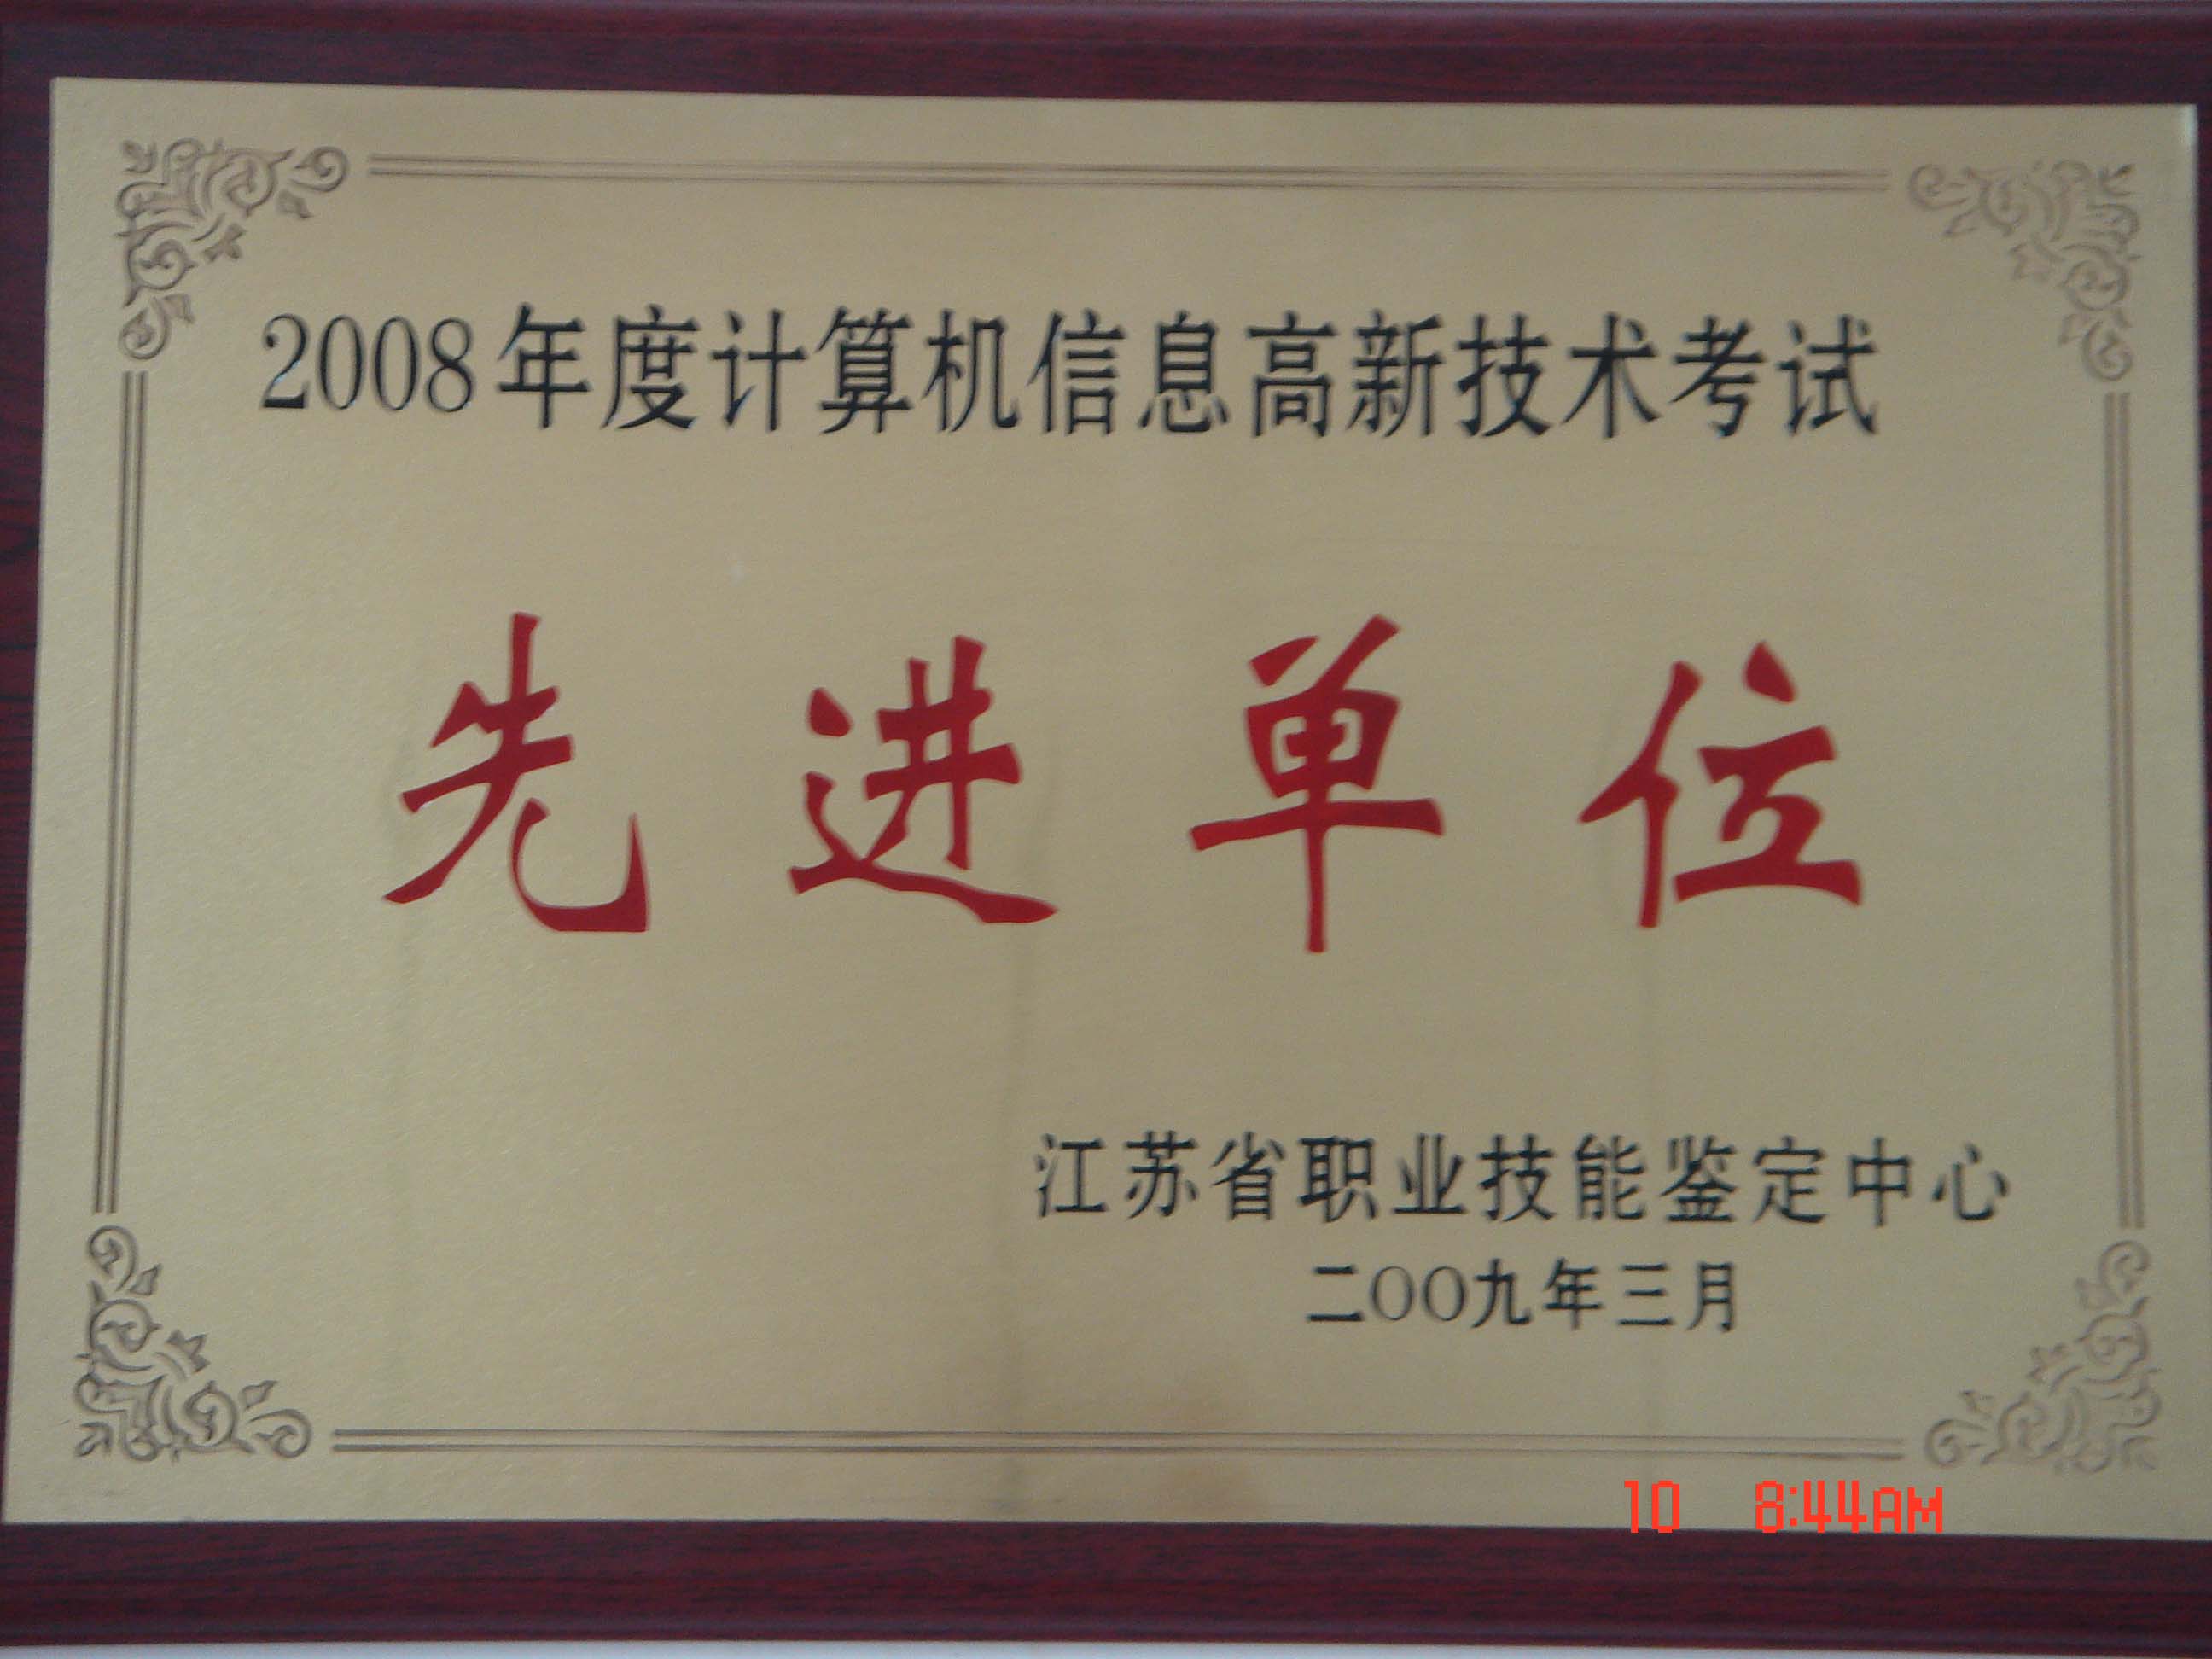 2008年度计算机信息高新技术考试
先进单位
江苏省职业技能鉴定中心
二〇〇九年三月
10 8:44AM